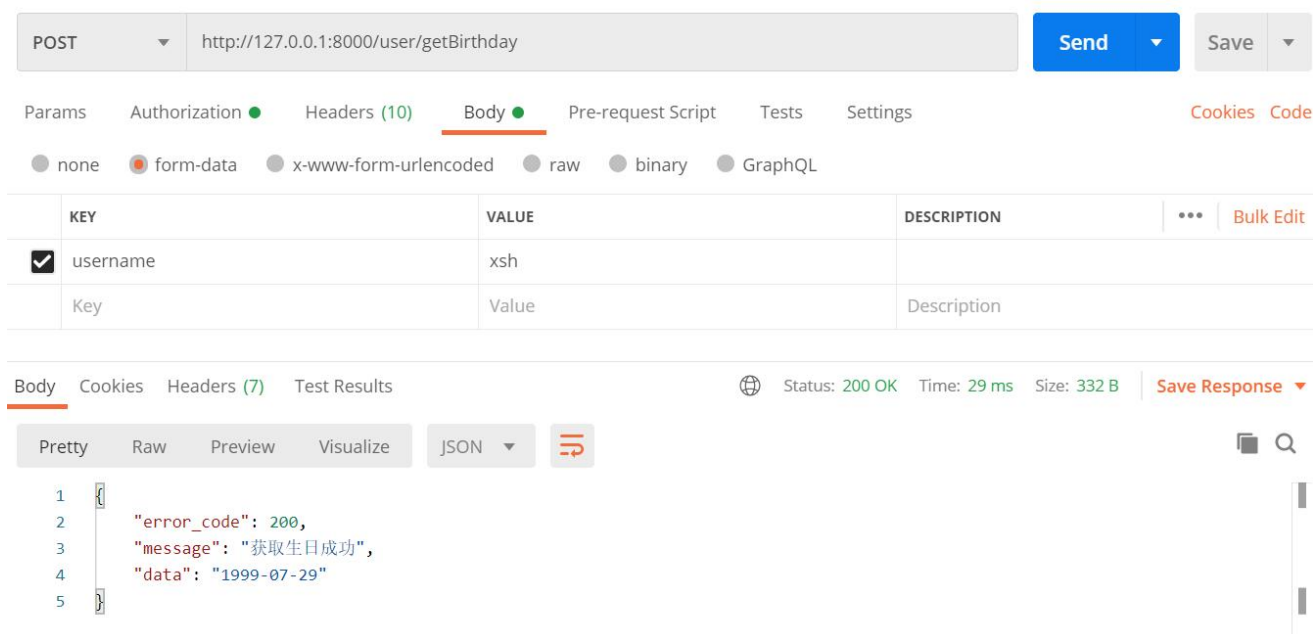 POST http://127.0.0.1:8000/user/getBirthday Send Save
Params Authorization Headers (10) Body Pre-request Script Tests Settings Cookies Code
none form-data x-www-form-urlencoded raw binary GraphQL
KEY VALUE DESCRIPTION ••• Bulk Edit
username xsh
Key Value Description
Body Cookies Headers (7) Test Results Status: 200 OK Time: 29 ms Size: 332 B Save Response
Pretty Raw Preview Visualize JSON
1 {
2 "error_code": 200,
3 "message": "获取生日成功",
4 "data": "1999-07-29"
5 }